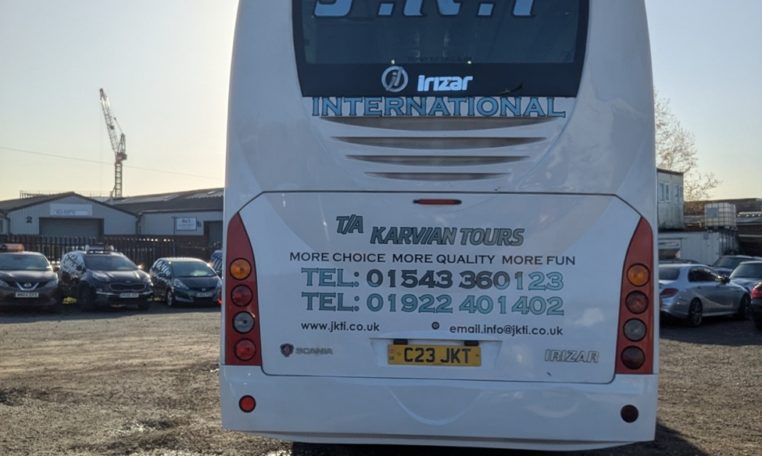 J.K.T
irizar
INTERNATIONAL
T/A KARVIAN TOURS
MORE CHOICE MORE QUALITY MORE FUN
TEL: 01543 360123
TEL: 01922 401402
www.jkti.co.uk email.info@jkti.co.uk
SCANIA C23 JKT IRIZAR